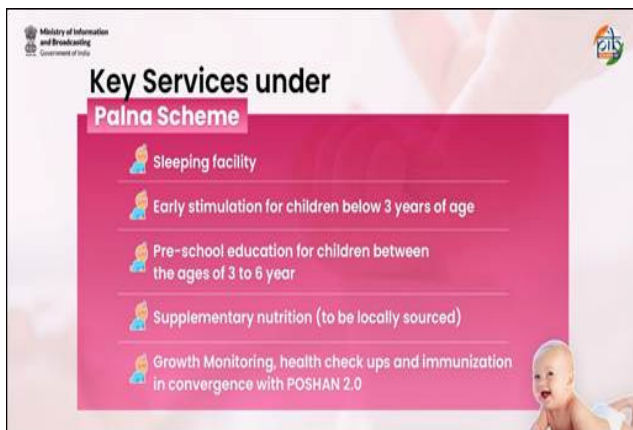 Ministry of Information
and Broadcasting
Government of India
pib
Key Services under
Palna Scheme
Sleeping facility
Early stimulation for children below 3 years of age
Pre-school education for children between
the ages of 3 to 6 year
Supplementary nutrition (to be locally sourced)
Growth Monitoring, health check ups and immunization
in convergence with POSHAN 2.0